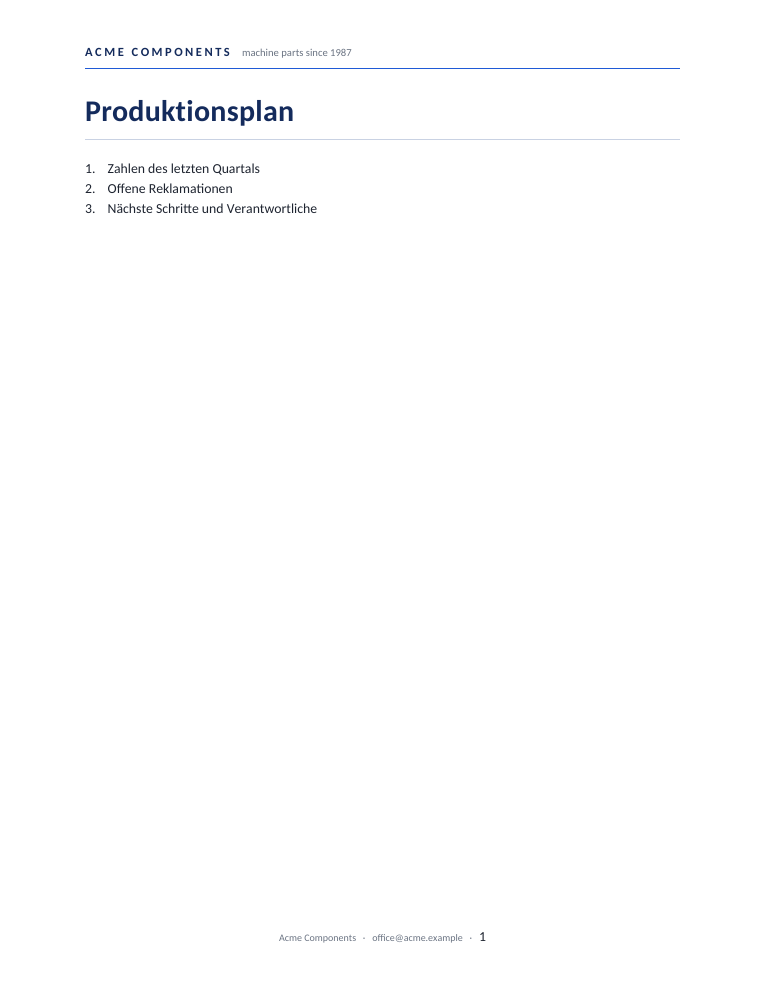 ACME COMPONENTS machine parts since 1987
Produktionsplan
1. Zahlen des letzten Quartals
2. Offene Reklamationen
3. Nächste Schritte und Verantwortliche
Acme Components · office@acme.example · 1